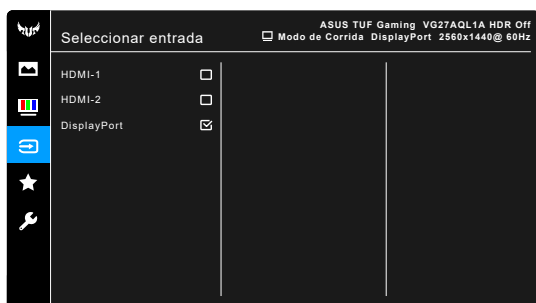 ASUS TUF Gaming VG27AQL1A HDR Off
Seleccionar entrada
Modo de Corrida DisplayPort 2560x1440@ 60Hz
HDMI-1
HDMI-2
DisplayPort